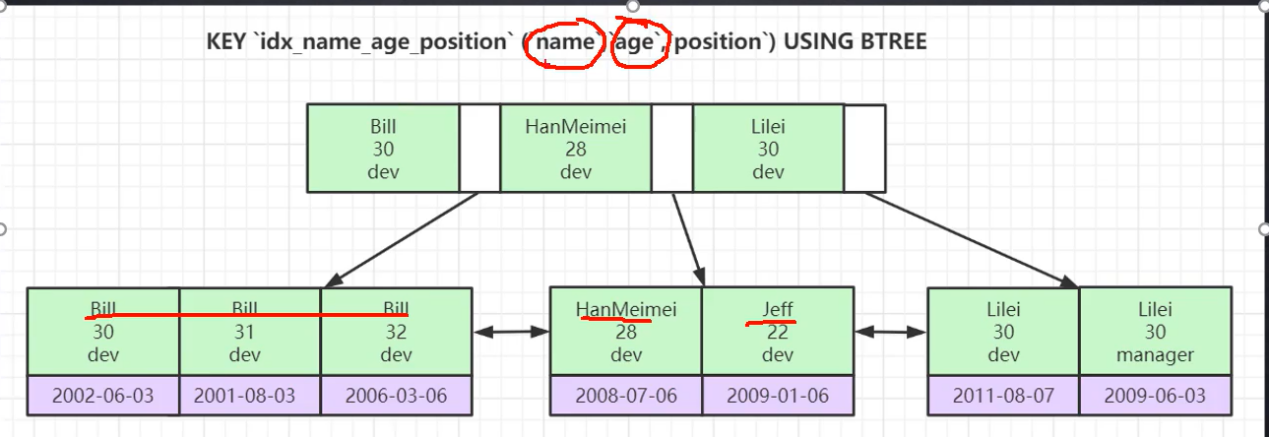 KEY `idx_name_age_position` (`name`,`age`,`position`) USING BTREE
Bill
30
dev
HanMeimei
28
dev
Lilei
30
dev
Bill
30
dev
2002-06-03
Bill
31
dev
2001-08-03
Bill
32
dev
2006-03-06
HanMeimei
28
dev
2008-07-06
Jeff
22
dev
2009-01-06
Lilei
30
dev
2011-08-07
Lilei
30
manager
2009-06-03